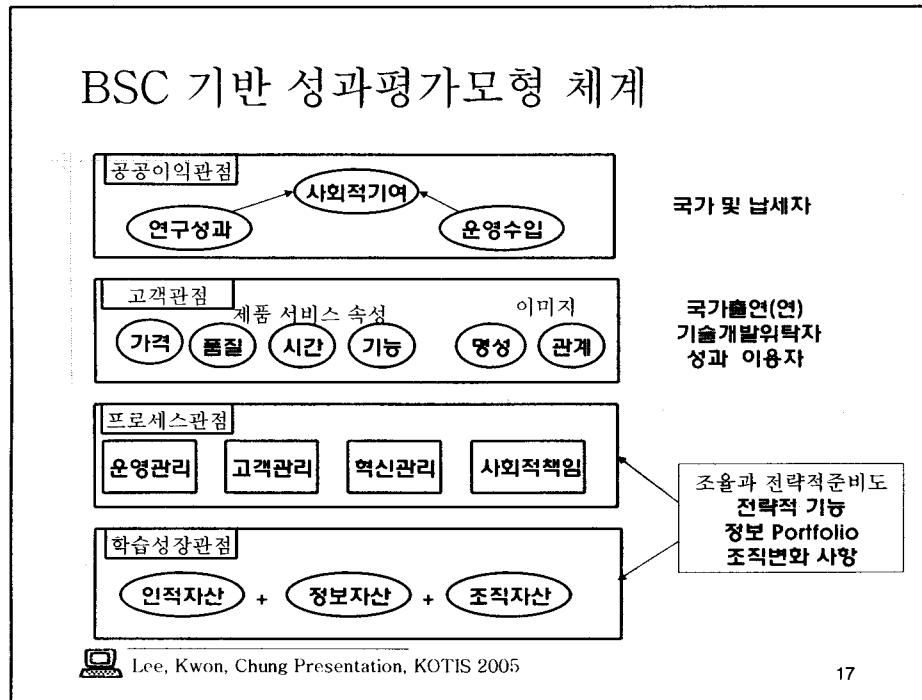 BSC 기반 성과평가모형 체계
공공이익관점
사회적기여
연구성과
운영수입
국가 및 납세자
고객관점
제품 서비스 속성
이미지
가격
품질
시간
기능
명성
관계
국가출연(연)
기술개발위탁자
성과 이용자
프로세스관점
운영관리
고객관리
혁신관리
사회적책임
조율과 전략적준비도
전략적 기능
정보 Portfolio
조직변화 사항
학습성장관점
인적자산 + 정보자산 + 조직자산
Lee, Kwon, Chung Presentation, KOTIS 2005
17